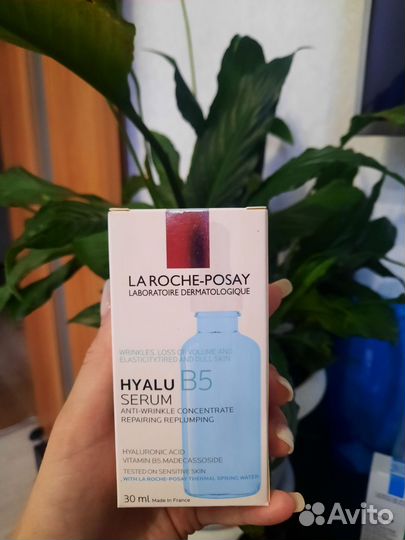 LA ROCHE-POSAY
LABORATOIRE DERMATOLOGIQUE
WRINKLES, LOSS OF VOLUME AND
ELASTICITYTIRED AND DULL SKIN
HYALU B5
SERUM
ANTI-WRINKLE CONCENTRATE
REPAIRING REPLUMPING
HYALURONIC ACID
VITAMIN B5.MADECASSOSIDE
TESTED ON SENSITIVE SKIN
WITH LA ROCHE-POSAY THERMAL SPRING WATER
30 ml Made In France
Avito